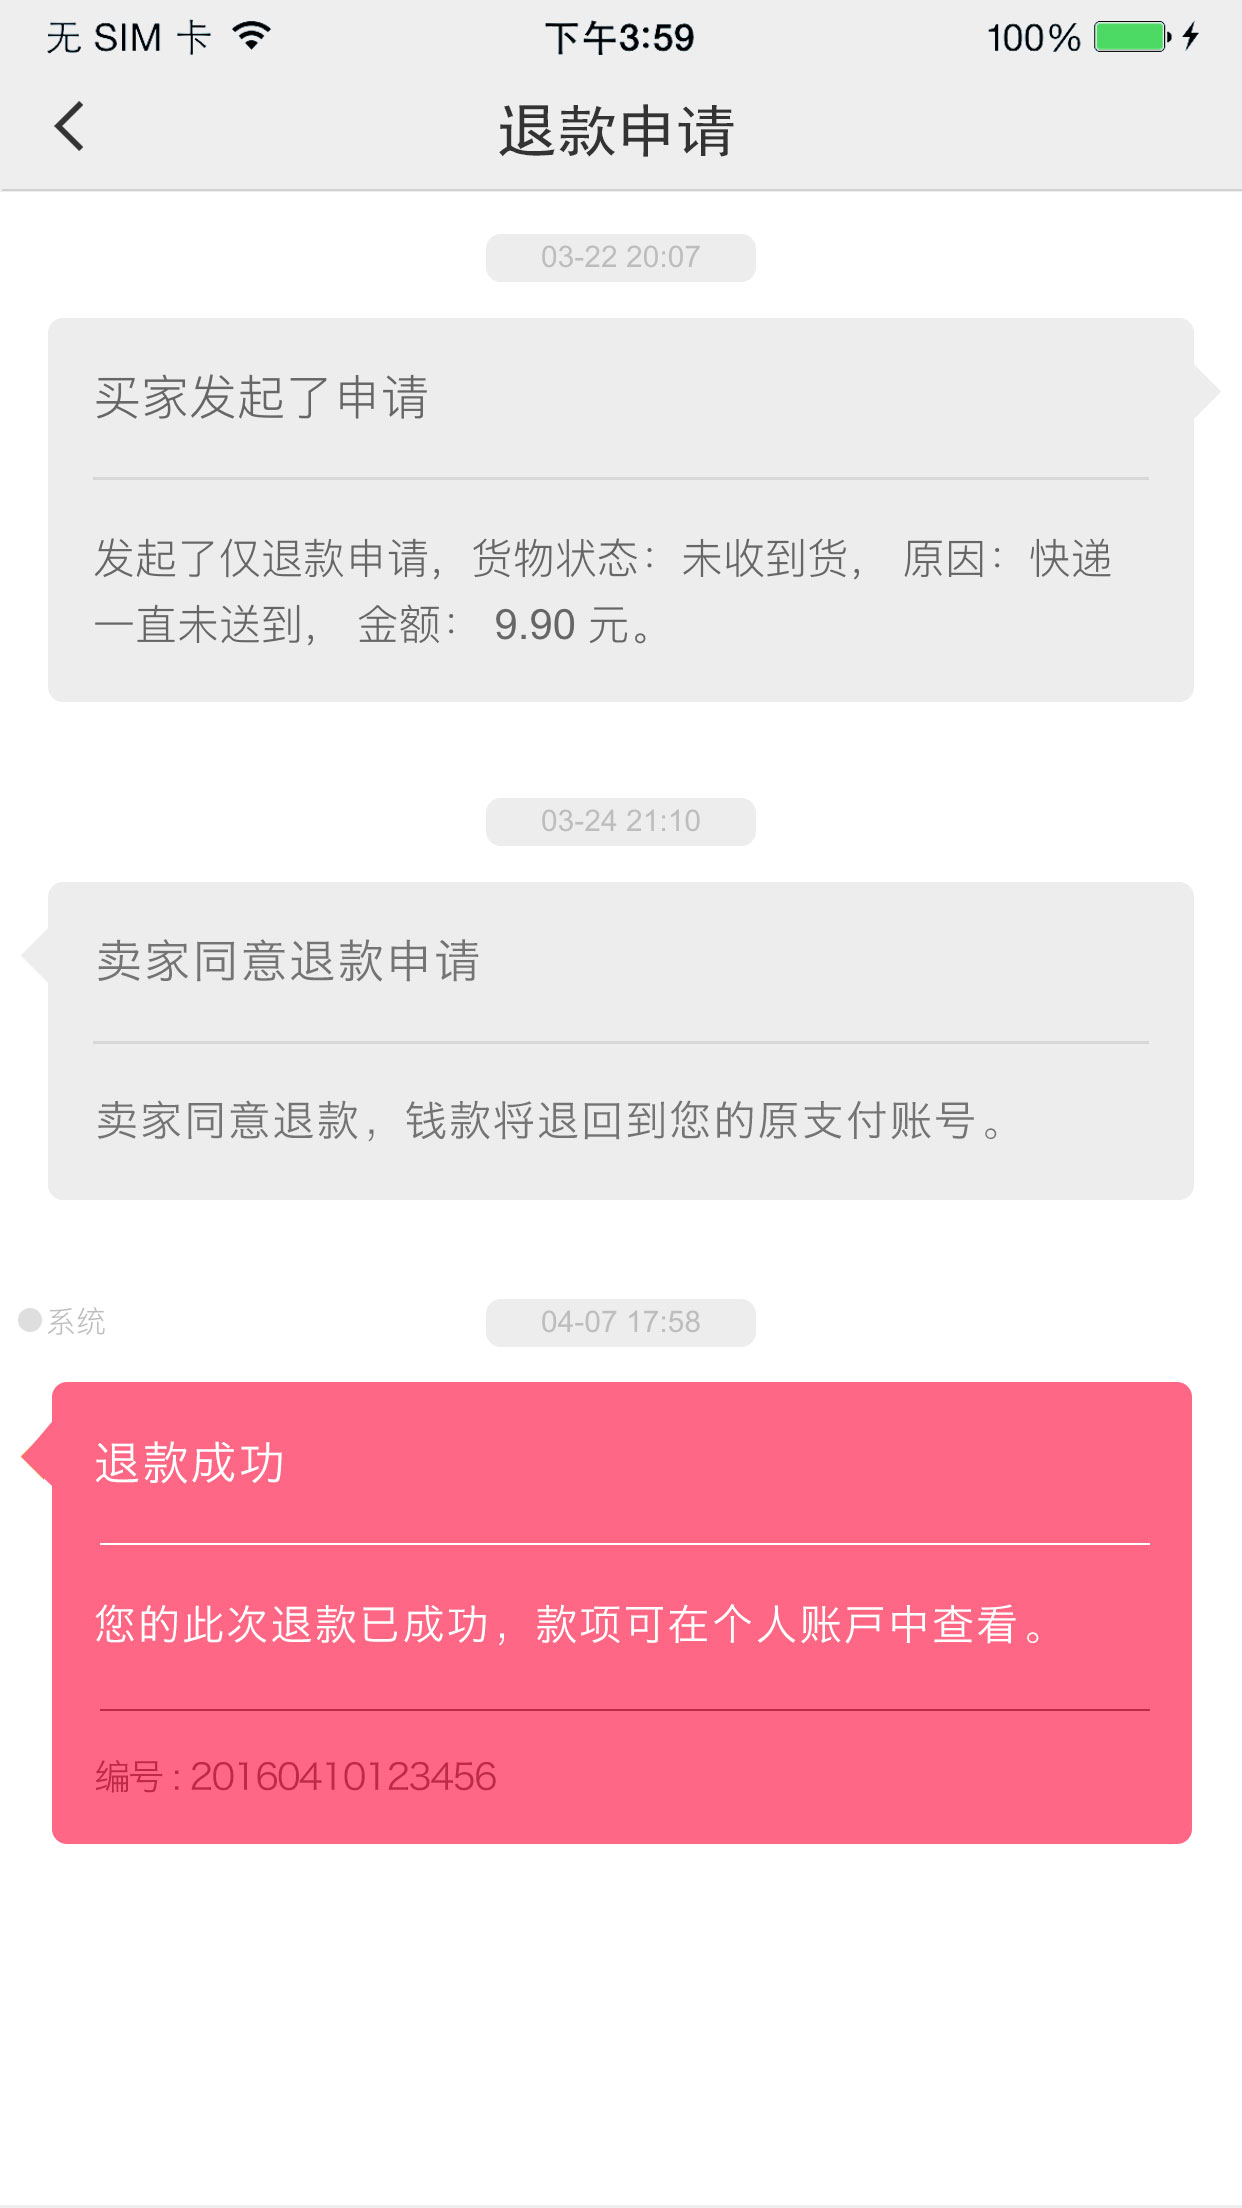 无 SIM 卡 下午3:59 100%
退款申请
03-22 20:07
买家发起了申请
发起了仅退款申请，货物状态：未收到货， 原因：快递
一直未送到， 金额： 9.90 元。
03-24 21:10
卖家同意退款申请
卖家同意退款，钱款将退回到您的原支付账号。
系统 04-07 17:58
退款成功
您的此次退款已成功，款项可在个人账戸中查看。
编号 : 20160410123456